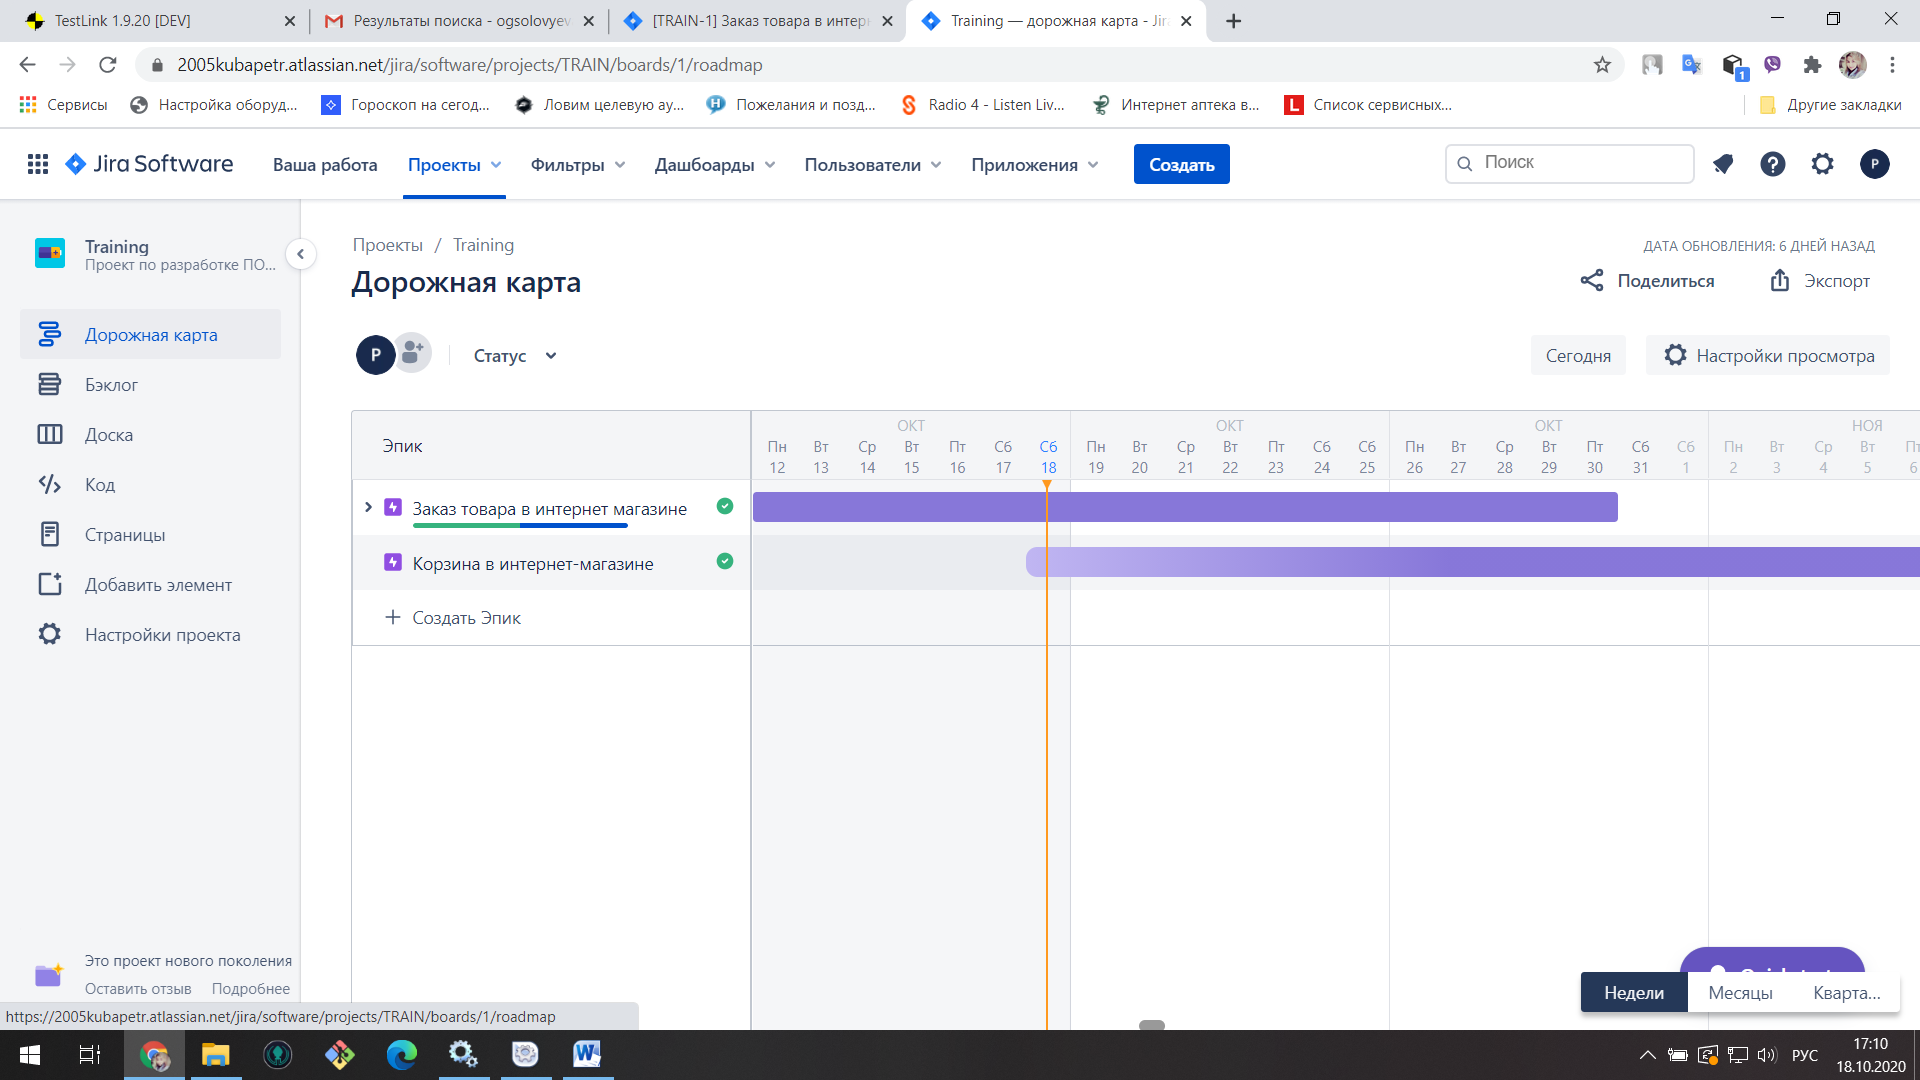 TestLink 1.9.20 [DEV]
Результаты поиска - ogsolovyev
[TRAIN-1] Заказ товара в интерн
Training — дорожная карта - Jir
2005kubapetr.atlassian.net/jira/software/projects/TRAIN/boards/1/roadmap
1
Сервисы
Настройка оборуд...
Гороскоп на сегод...
Ловим целевую ау...
Пожелания и позд...
Radio 4 - Listen Liv...
Интернет аптека в...
Список сервисных...
Другие закладки
Jira Software
Ваша работа
Проекты
Фильтры
Дашбоарды
Пользователи
Приложения
Создать
Поиск
P
Training
Проект по разработке ПО...
Дорожная карта
Бэклог
Доска
Код
Страницы
Добавить элемент
Настройки проекта
Это проект нового поколения
Оставить отзыв Подробнее
Проекты / Training
ДАТА ОБНОВЛЕНИЯ: 6 ДНЕЙ НАЗАД
Дорожная карта
Поделиться
Экспорт
P
Статус
Сегодня
Настройки просмотра
Эпик
ОКТ ОКТ ОКТ НОЯ
Пн Вт Ср Вт Пт Сб Сб Пн Вт Ср Вт Пт Сб Сб Пн Вт Ср Вт Пт Сб Сб Пн Вт Ср Вт Пт
12 13 14 15 16 17 18 19 20 21 22 23 24 25 26 27 28 29 30 31 1 2 3 4 5 6
Заказ товара в интернет магазине
Корзина в интернет-магазине
Создать Эпик
Недели
Месяцы
Кварта...
https://2005kubapetr.atlassian.net/jira/software/projects/TRAIN/boards/1/roadmap
РУС
17:10
18.10.2020